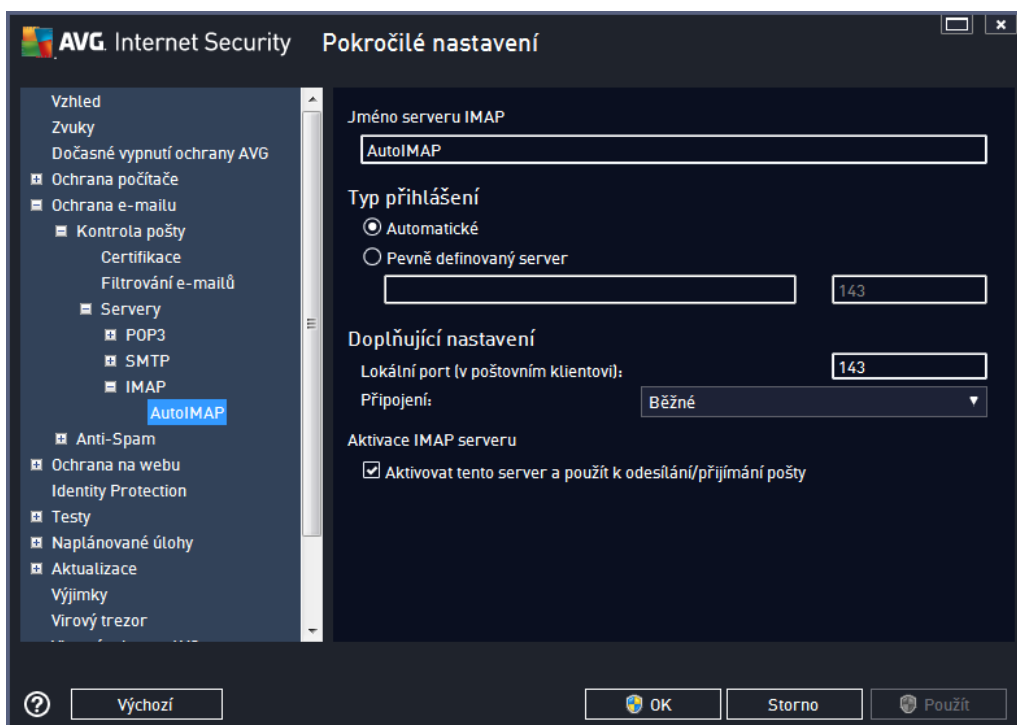 AVG. Internet Security Pokročilé nastavení
Vzhled
Zvuky
Dočasné vypnutí ochrany AVG
Ochrana počítače
Ochrana e-mailu
Kontrola pošty
Certifikace
Filtrování e-mailů
Servery
POP3
SMTP
IMAP
AutoIMAP
Anti-Spam
Ochrana na webu
Identity Protection
Testy
Naplánované úlohy
Aktualizace
Výjimky
Virový trezor
Jméno serveru IMAP
AutoIMAP
Typ přihlášení
Automatické
Pevně definovaný server
143
Doplňující nastavení
Lokální port (v poštovním klientovi): 143
Připojení: Běžné
Aktivace IMAP serveru
Aktivovat tento server a použít k odesílání/přijímání pošty
Výchozí
OK
Storno
Použít